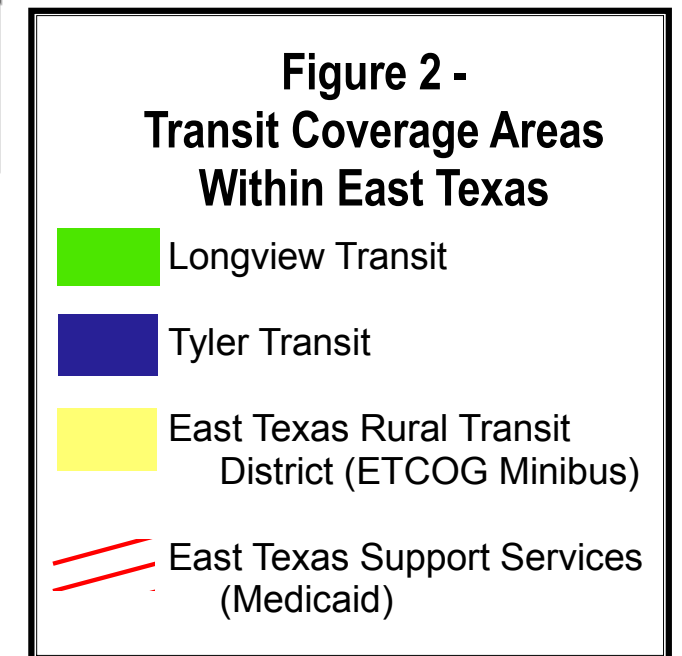 Figure 2 -
Transit Coverage Areas
Within East Texas
Longview Transit
Tyler Transit
East Texas Rural Transit
District (ETCOG Minibus)
East Texas Support Services
(Medicaid)